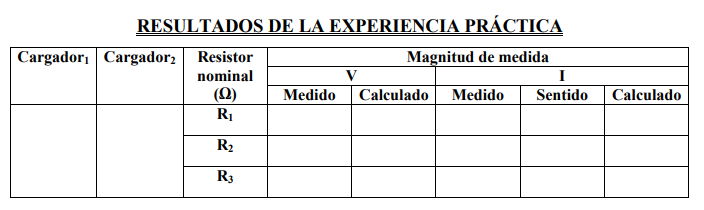 RESULTADOS DE LA EXPERIENCIA PRÁCTICA
Cargador₁ Cargador₂ Resistor nominal (Ω) Magnitud de medida
V I
Medido Calculado Medido Sentido Calculado
R₁
R₂
R₃